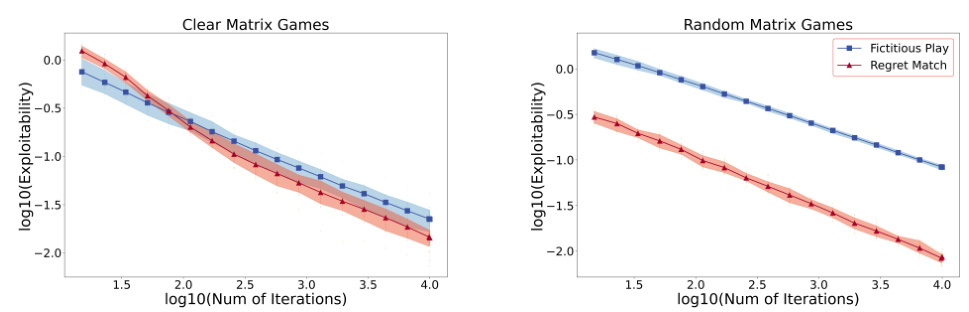 Clear Matrix Games
log10(Exploitability)
0.0
−0.5
−1.0
−1.5
−2.0
1.5
2.0
2.5
3.0
3.5
4.0
log10(Num of Iterations)
Random Matrix Games
Fictitious Play
Regret Match
log10(Exploitability)
0.0
−0.5
−1.0
−1.5
−2.0
1.5
2.0
2.5
3.0
3.5
4.0
log10(Num of Iterations)